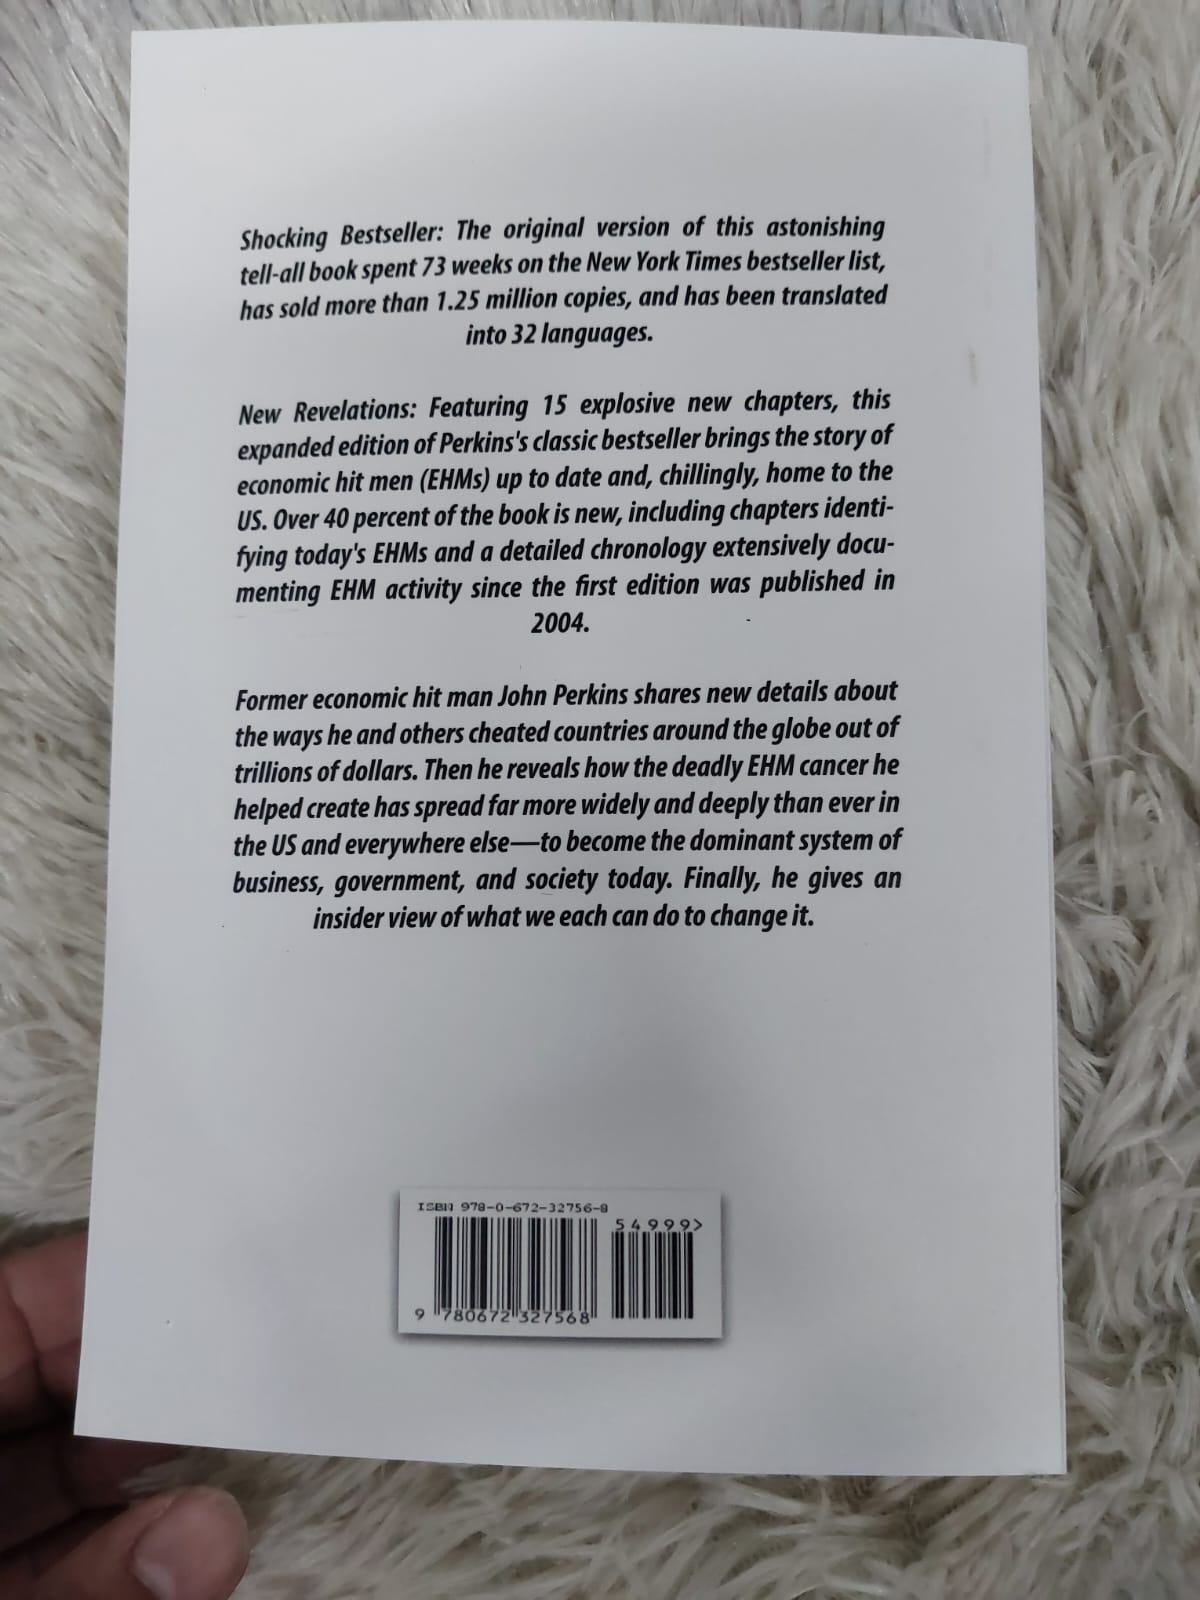 Shocking Bestseller: The original version of this astonishing
tell-all book spent 73 weeks on the New York Times bestseller list,
has sold more than 1.25 million copies, and has been translated
into 32 languages.
New Revelations: Featuring 15 explosive new chapters, this
expanded edition of Perkins's classic bestseller brings the story of
economic hit men (EHMs) up to date and, chillingly, home to the
US. Over 40 percent of the book is new, including chapters identi-
fying today's EHMs and a detailed chronology extensively docu-
menting EHM activity since the first edition was published in
2004.
Former economic hit man John Perkins shares new details about
the ways he and others cheated countries around the globe out of
trillions of dollars. Then he reveals how the deadly EHM cancer he
helped create has spread far more widely and deeply than ever in
the US and everywhere else—to become the dominant system of
business, government, and society today. Finally, he gives an
insider view of what we each can do to change it.
ISBN 978-0-672-32756-8
54999>
9 780672 327568